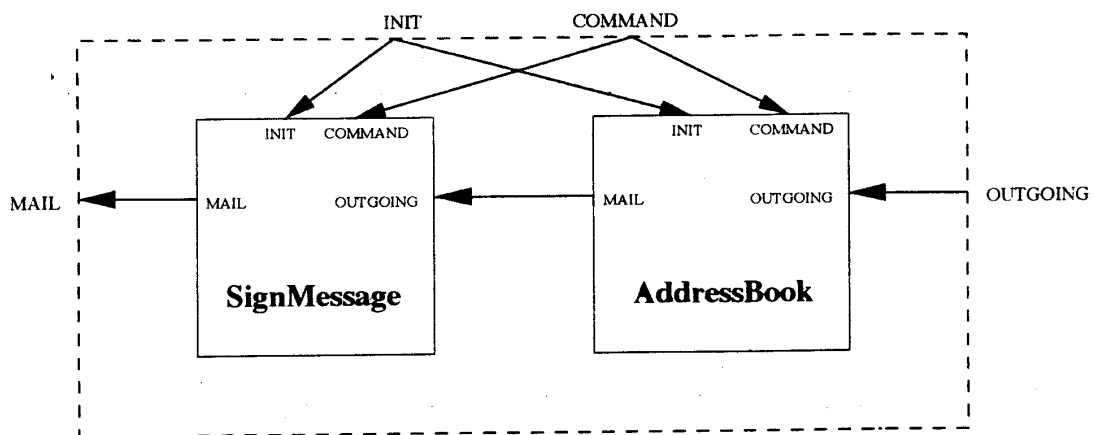 INIT COMMAND
INIT COMMAND INIT COMMAND
MAIL MAIL OUTGOING MAIL OUTGOING OUTGOING
SignMessage AddressBook